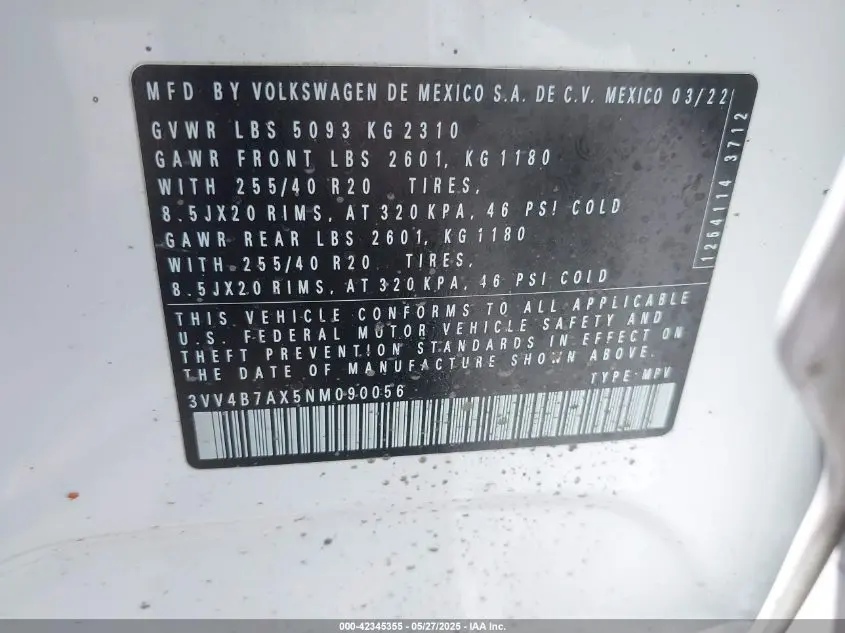 MFD BY VOLKSWAGEN DE MEXICO S.A. DE C.V. MEXICO 03/22
GVWR LBS 5093 KG 2310
GAWR FRONT LBS 2601, KG 1180
WITH 255/40 R20 TIRES,
8.5JX20 RIMS, AT 320 KPA, 46 PSI COLD
GAWR REAR LBS 2601, KG 1180
WITH 255/40 R20 TIRES,
8.5JX20 RIMS, AT 320 KPA, 46 PSI COLD
1264114 3712
THIS VEHICLE CONFORMS TO ALL APPLICABLE
U.S. FEDERAL MOTOR VEHICLE SAFETY AND
THEFT PREVENTION STANDARDS IN EFFECT ON
THE DATE OF MANUFACTURE SHOWN ABOVE.
TYPE: MPV
3VV4B7AX5NM090056
000-42345355 05/27/2025 IAA Inc.